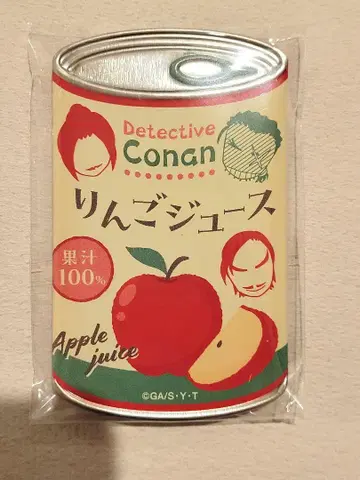 Detective
Conan
りんごジュース
果汁
100%
Apple
juice
©GA/S・Y・T